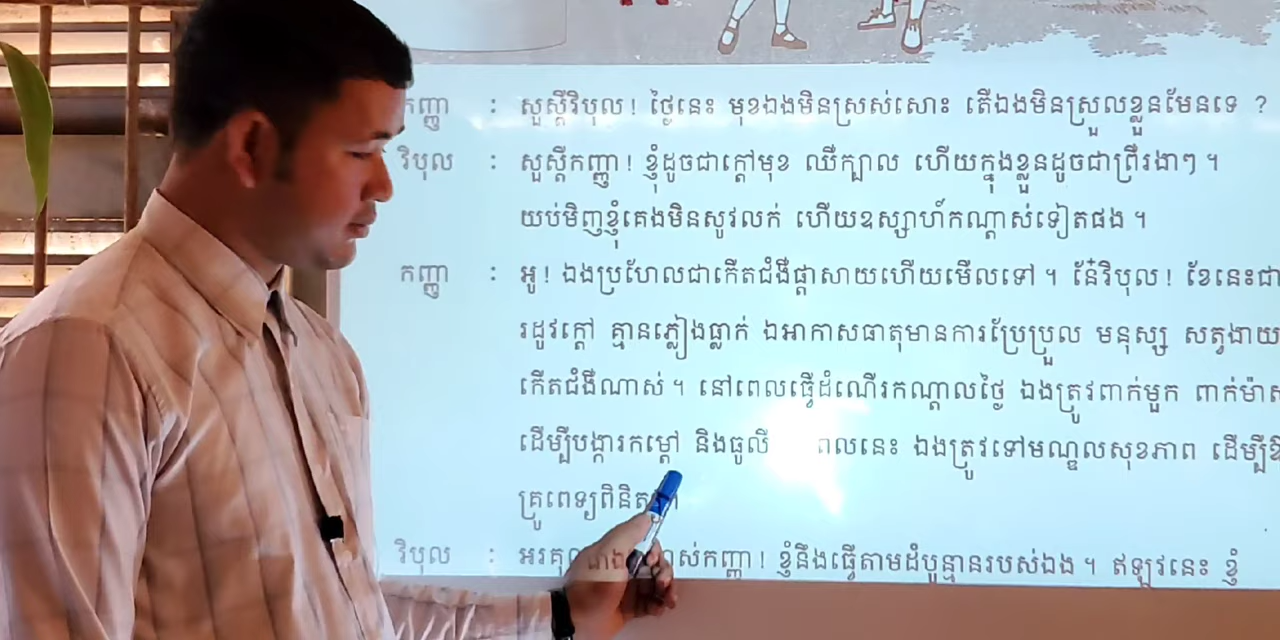 កញ្ញា : សួស្តីវិបុល! ថ្ងៃនេះ មុខឯងមិនស្រស់សោះ តើឯងមិនស្រួលខ្លួនមែនទេ ?
វិបុល : សួស្តីកញ្ញា! ខ្ញុំដូចជាក្តៅមុខ ឈឺក្បាល ហើយក្នុងខ្លួនដូចជាព្រឺរងាៗ ។
យប់មិញខ្ញុំគេងមិនសូវលក់ ហើយឧស្សាហ៍កណ្តាស់ទៀតផង ។
កញ្ញា : អូ! ឯងប្រហែលជាកើតជំងឺផ្តាសាយហើយមើលទៅ ។ នែ៎វិបុល! ខែនេះជា
រដូវក្តៅ គ្មានភ្លៀងធ្លាក់ ឯអាកាសធាតុមានការប្រែប្រួល មនុស្ស សត្វងាយ
កើតជំងឺណាស់ ។ នៅពេលធ្វើដំណើរកណ្តាលថ្ងៃ ឯងត្រូវពាក់មួក ពាក់
ដើម្បីបង្ការកម្តៅ និងធូលី នេះ ឯងត្រូវទៅមណ្ឌលសុខភាព ដើម្បី
គ្រូពេទ្យពិនិត្យ
វិបុល : កញ្ញា! ខ្ញុំនឹងធ្វើតាមដំបូន្មានរបស់ឯង ។ ឥឡូវនេះ ខ្ញុំ